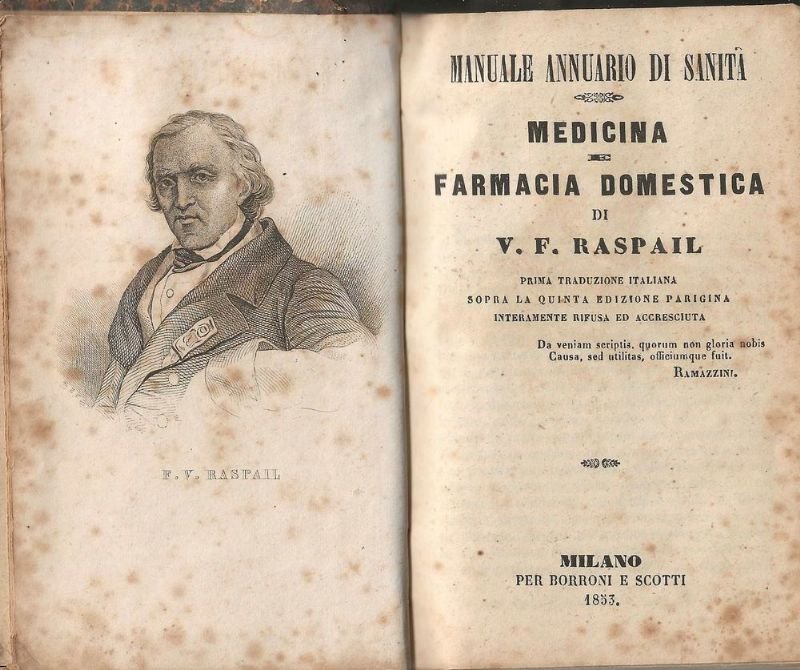 F. V. RASPAIL
MANUALE ANNUARIO DI SANITÀ
MEDICINA
E
FARMACIA DOMESTICA
DI
V. F. RASPAIL
PRIMA TRADUZIONE ITALIANA
SOPRA LA QUINTA EDIZIONE PARIGINA
INTERAMENTE RIFUSA ED ACCRESCIUTA
Da veniam scriptis, quorum non gloria nobis
Causa, sed utilitas, officiumque fuit.
RAMAZZINI.
MILANO
PER BORRONI E SCOTTI
1853.